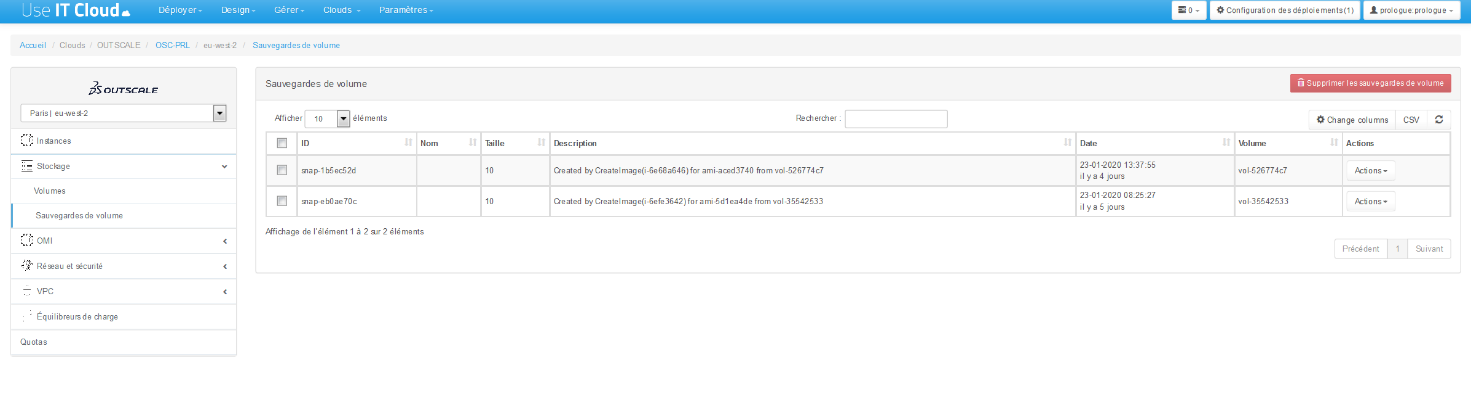 Use IT Cloud
Déployer Design Gérer Clouds Paramètres
0 Configuration des déploiements (1) prologue:prologue
Accueil / Clouds / OUTSCALE / OSC-PRL / eu-west-2 / Sauvegardes de volume
OUTSCALE
Paris | eu-west-2
Instances
Stockage
Volumes
Sauvegardes de volume
OMI
Réseau et sécurité
VPC
Équilibreurs de charge
Quotas
Sauvegardes de volume
Supprimer les sauvegardes de volume
Afficher 10 éléments
Rechercher :
Change columns CSV
ID Nom Taille Description Date Volume Actions
snap-1b5ec52d 10 Created by CreateImage(i-6e68a646) for ami-aced3740 from vol-526774c7 23-01-2020 13:37:55 vol-526774c7 Actions
il y a 4 jours
snap-eb0ae70c 10 Created by CreateImage(i-6efe3642) for ami-5d1ea4de from vol-35542533 23-01-2020 08:25:27 vol-35542533 Actions
il y a 5 jours
Affichage de l'élément 1 à 2 sur 2 éléments
Précédent 1 Suivant